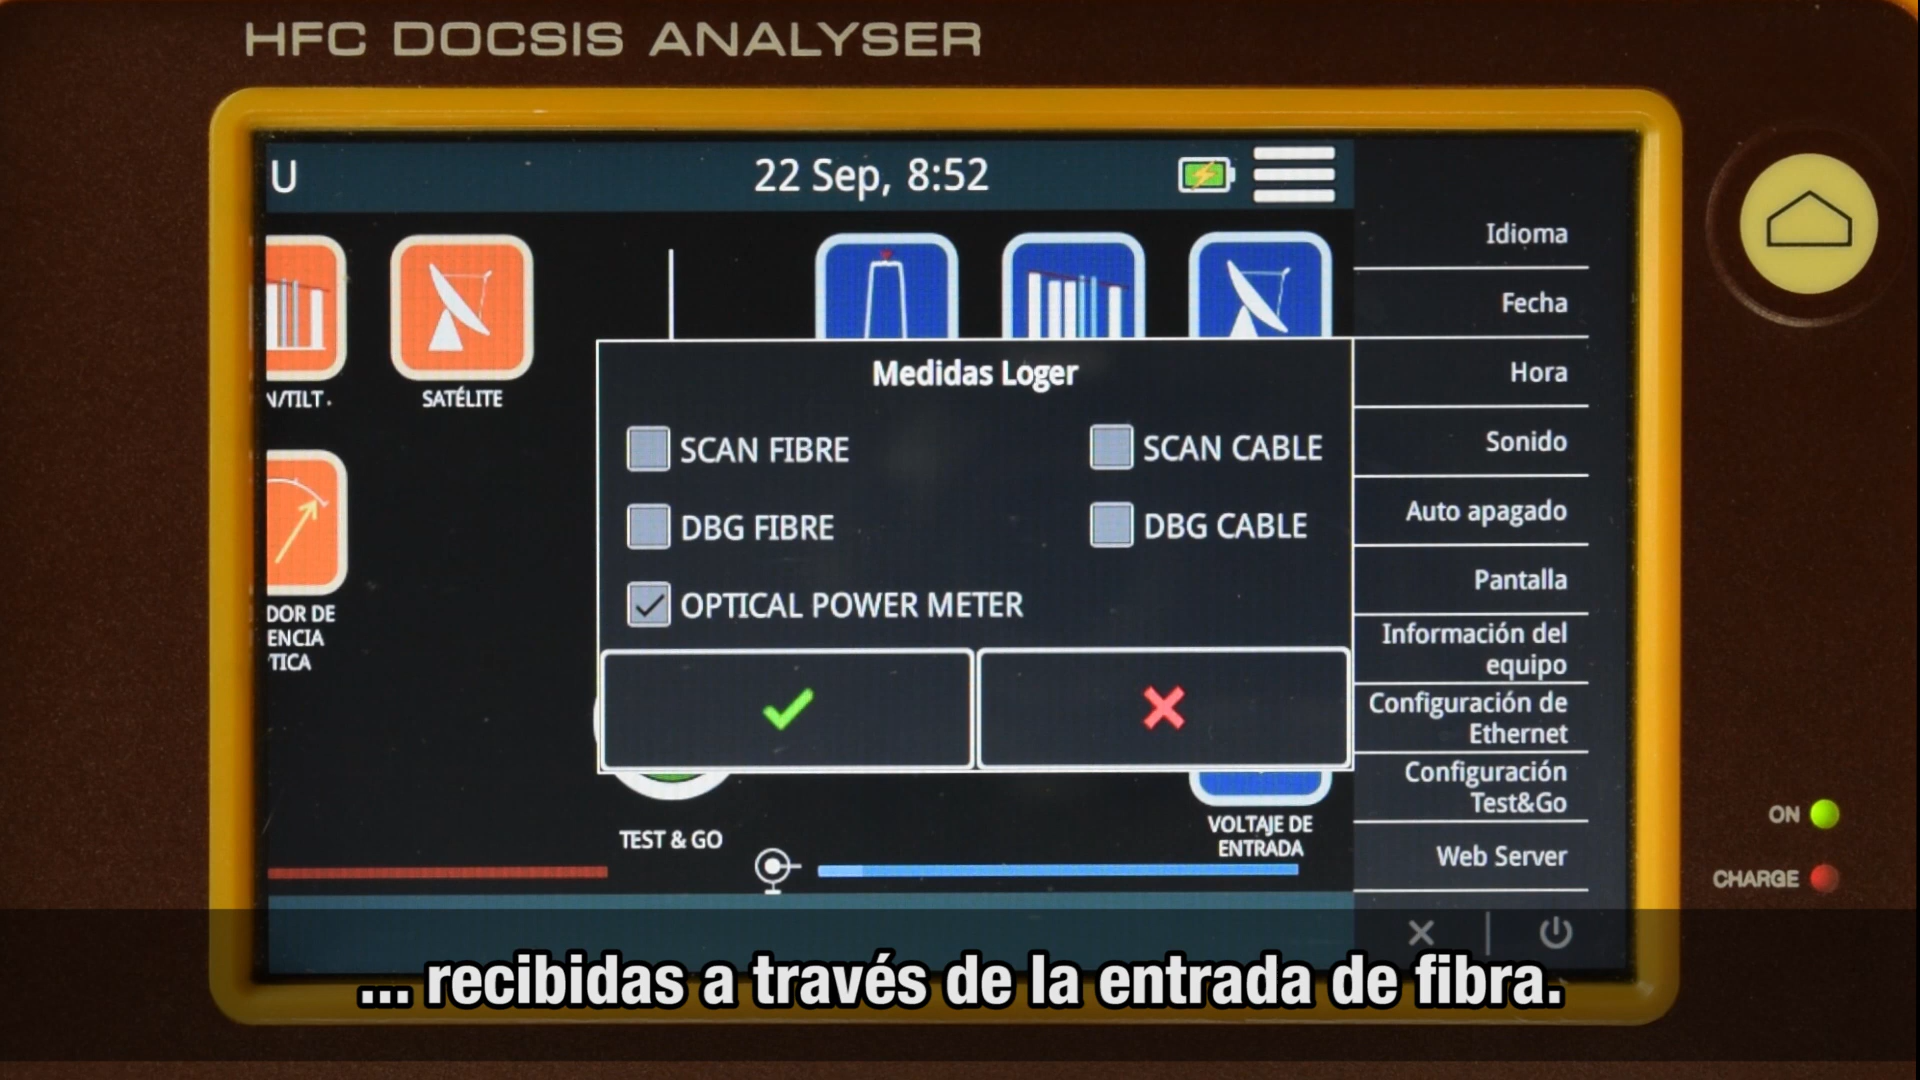 HFC DOCSIS ANALYSER
U
22 Sep, 8:52
Idioma
Fecha
Hora
Sonido
Auto apagado
Pantalla
Información del
equipo
Configuración de
Ethernet
Configuración
Test&Go
Web Server
N/TILT
SATÉLITE
Medidas Loger
SCAN FIBRE
SCAN CABLE
DBG FIBRE
DBG CABLE
OPTICAL POWER METER
DOR DE
ENCIA
TICA
TEST & GO
VOLTAJE DE
ENTRADA
ON
CHARGE
... recibidas a través de la entrada de fibra.